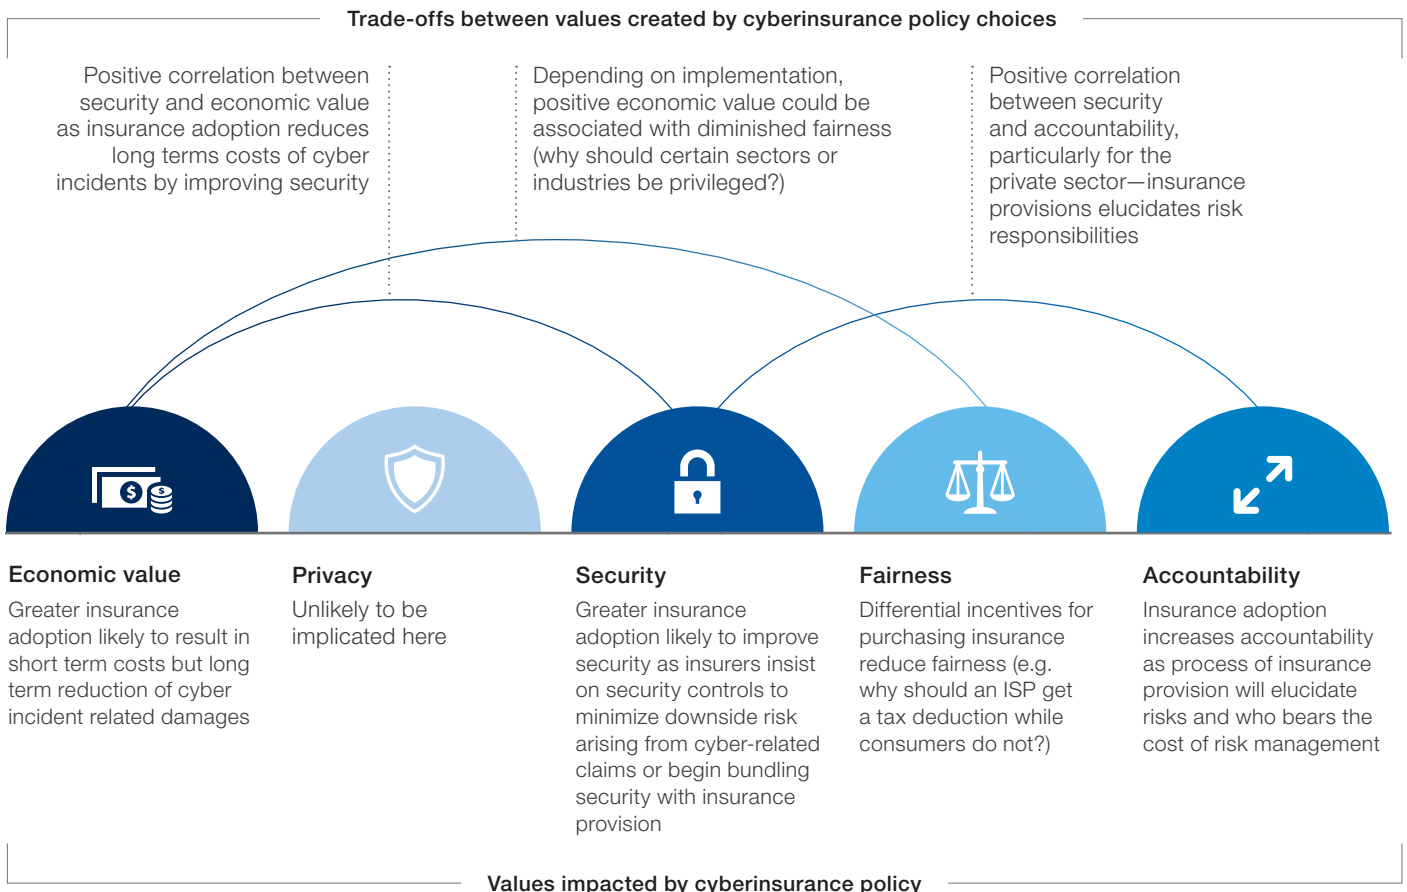 Trade-offs between values created by cyberinsurance policy choices
Positive correlation between
security and economic value
as insurance adoption reduces
long terms costs of cyber
incidents by improving security
Depending on implementation,
positive economic value could be
associated with diminished fairness
(why should certain sectors or
industries be privileged?)
Positive correlation
between security
and accountability,
particularly for the
private sector—insurance
provisions elucidates risk
responsibilities
$
$
Economic value
Greater insurance
adoption likely to result in
short term costs but long
term reduction of cyber
incident related damages
Privacy
Unlikely to be
implicated here
Security
Greater insurance
adoption likely to improve
security as insurers insist
on security controls to
minimize downside risk
arising from cyber-related
claims or begin bundling
security with insurance
provision
Fairness
Differential incentives for
purchasing insurance
reduce fairness (e.g.
why should an ISP get
a tax deduction while
consumers do not?)
Accountability
Insurance adoption
increases accountability
as process of insurance
provision will elucidate
risks and who bears the
cost of risk management
Values impacted by cyberinsurance policy